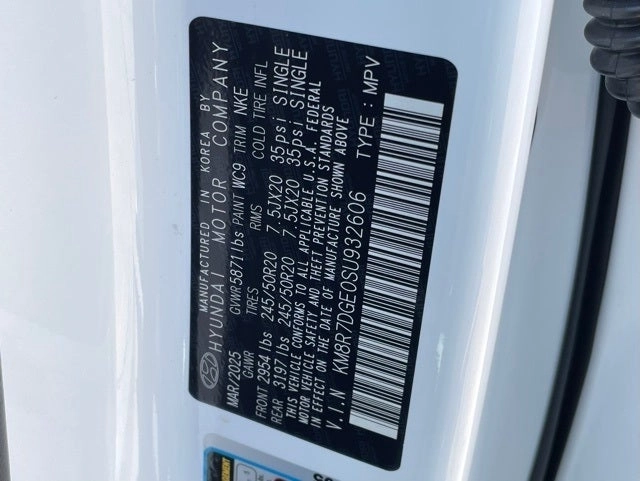 MANUFACTURED IN KOREA BY
HYUNDAI MOTOR COMPANY
MAR/2025 GVWR 5871 lbs PAINT WC9 TRIM NKE
GAWR TIRES RIMS COLD TIRE INFL
FRONT 2954 lbs 245/50R20 7.5JX20 35psi SINGLE
REAR 3197 lbs 245/50R20 7.5JX20 35psi SINGLE
THIS VEHICLE CONFORMS TO ALL APPLICABLE U.S.A. FEDERAL
MOTOR VEHICLE SAFETY AND THEFT PREVENTION STANDARDS
IN EFFECT ON THE DATE OF MANUFACTURE SHOWN ABOVE
V.I.N KM8R7DGE0SU932606 TYPE : MPV